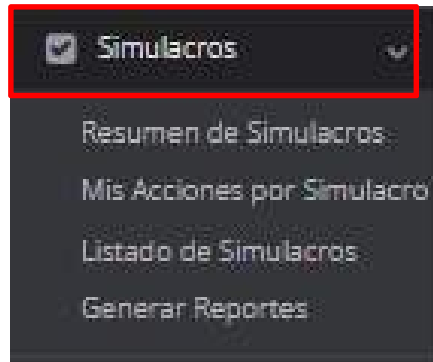 Simulacros
Resumen de Simulacros
Mis Acciones por Simulacro
Listado de Simulacros
Generar Reportes